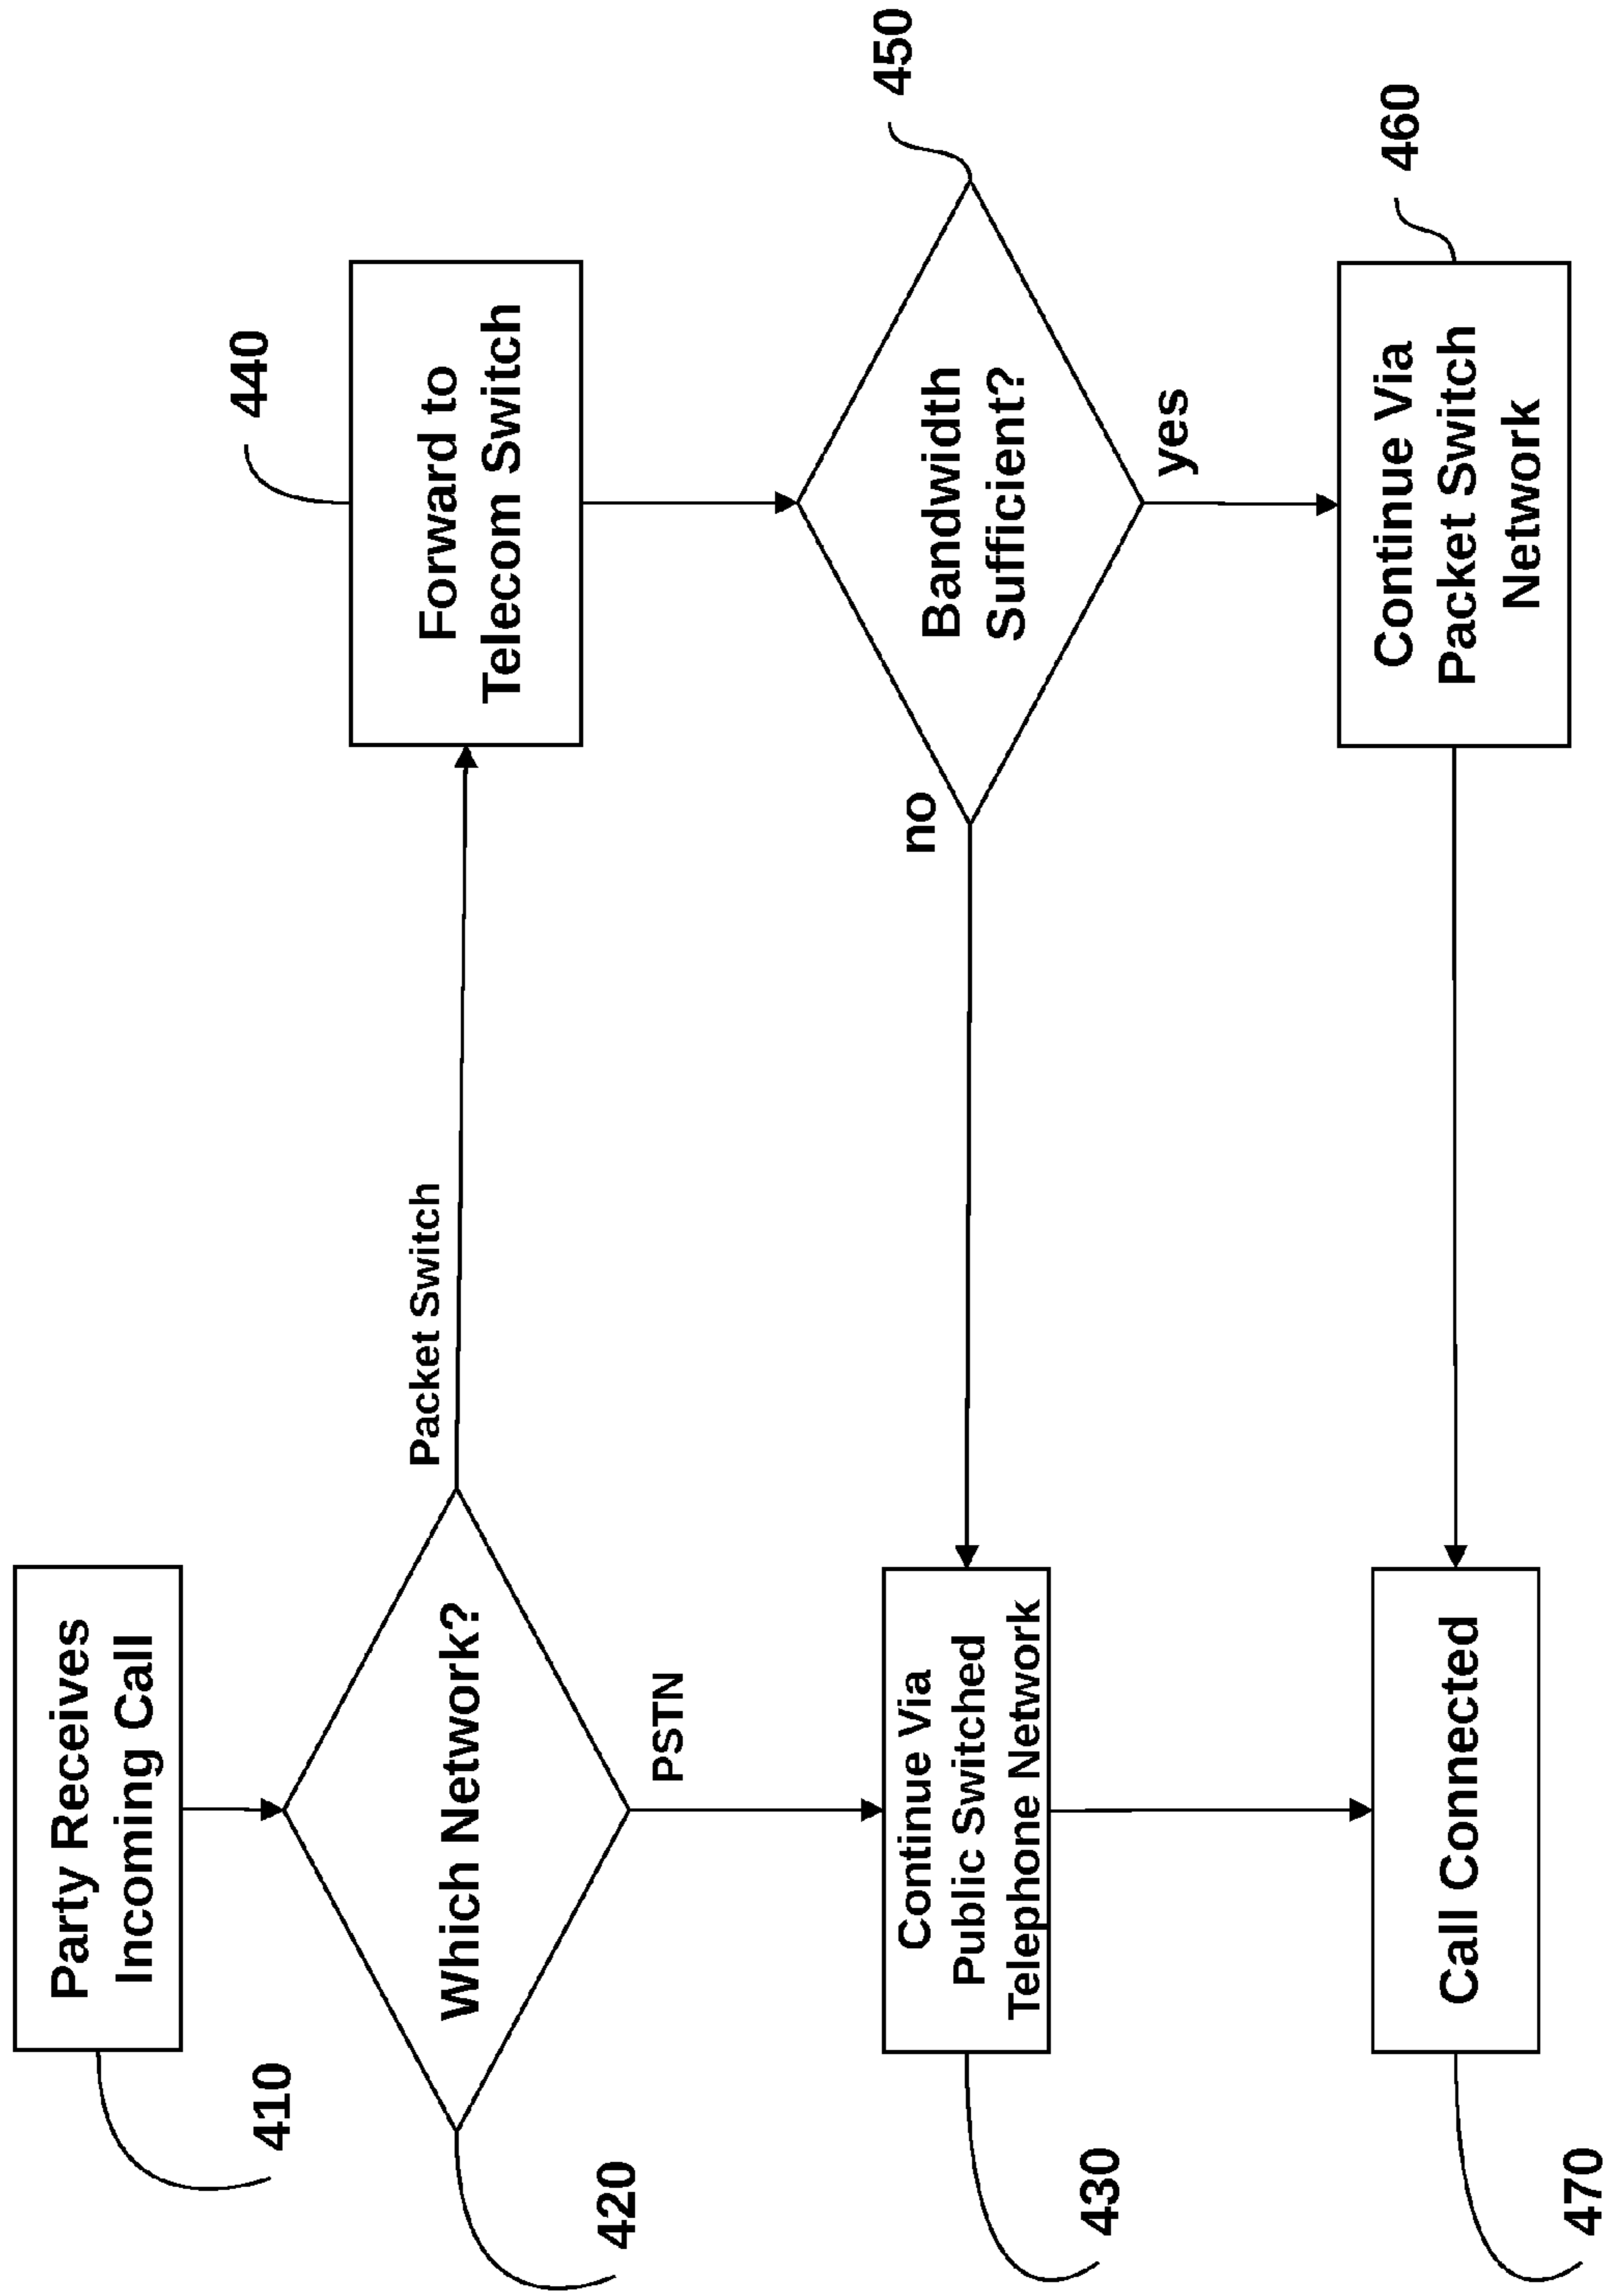 Party Receives
Incoming Call
410
Which Network?
420
Packet Switch
PSTN
Forward to
Telecom Switch
440
Bandwidth
Sufficient?
450
no
yes
Continue Via
Public Switched
Telephone Network
430
Continue Via
Packet Switch
Network
460
Call Connected
470